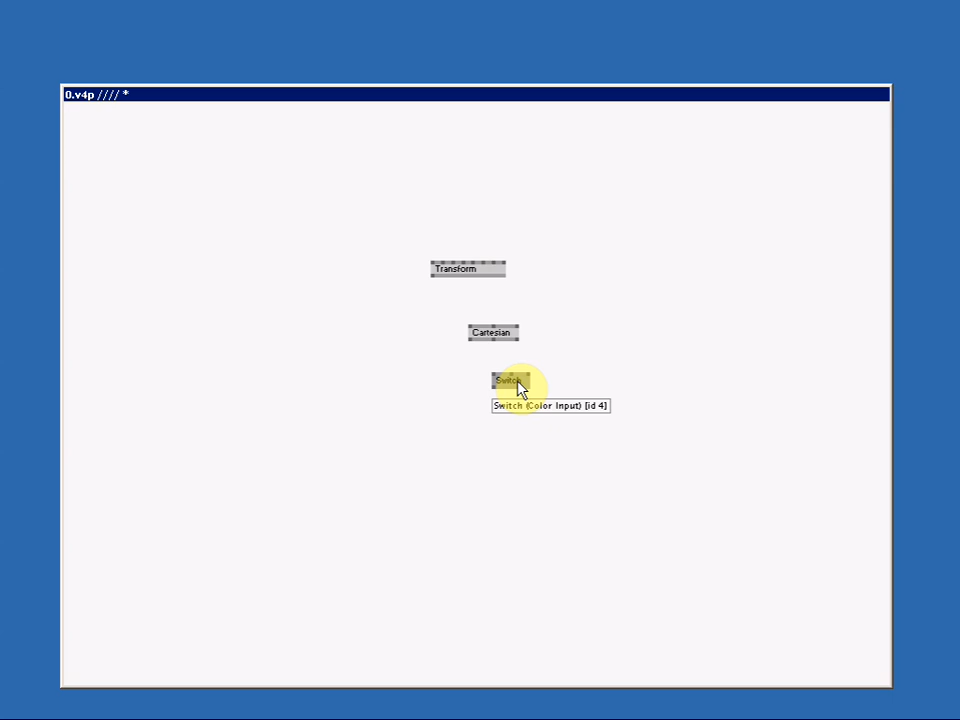 0.v4p //// *
Transform
Cartesian
Switch
Switch (Color Input) [id 4]